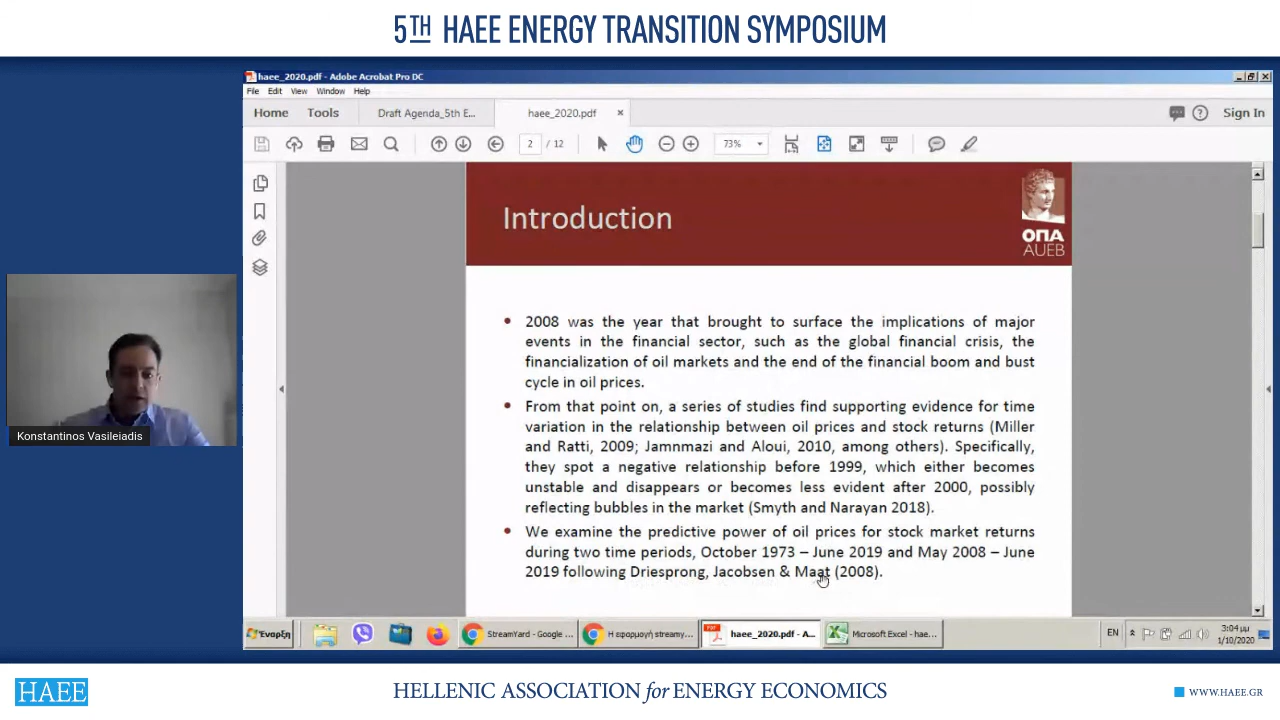 5TH HAEE ENERGY TRANSITION SYMPOSIUM
haee_2020.pdf - Adobe Acrobat Pro DC
File Edit View Window Help
Home Tools Draft Agenda_5th E... haee_2020.pdf × Sign In
2 / 12 73%
Introduction
ΟΠΑ
AUEB
• 2008 was the year that brought to surface the implications of major
events in the financial sector, such as the global financial crisis, the
financialization of oil markets and the end of the financial boom and bust
cycle in oil prices.
• From that point on, a series of studies find supporting evidence for time
variation in the relationship between oil prices and stock returns (Miller
and Ratti, 2009; Jamnmazi and Aloui, 2010, among others). Specifically,
they spot a negative relationship before 1999, which either becomes
unstable and disappears or becomes less evident after 2000, possibly
reflecting bubbles in the market (Smyth and Narayan 2018).
• We examine the predictive power of oil prices for stock market returns
during two time periods, October 1973 – June 2019 and May 2008 – June
2019 following Driesprong, Jacobsen & Maat (2008).
Konstantinos Vasileiadis
Έναρξη StreamYard - Google ... Η εφαρμογή streamy... haee_2020.pdf - A... Microsoft Excel - hae... EN 3:04 μμ
1/10/2020
HAEE HELLENIC ASSOCIATION for ENERGY ECONOMICS WWW.HAEE.GR